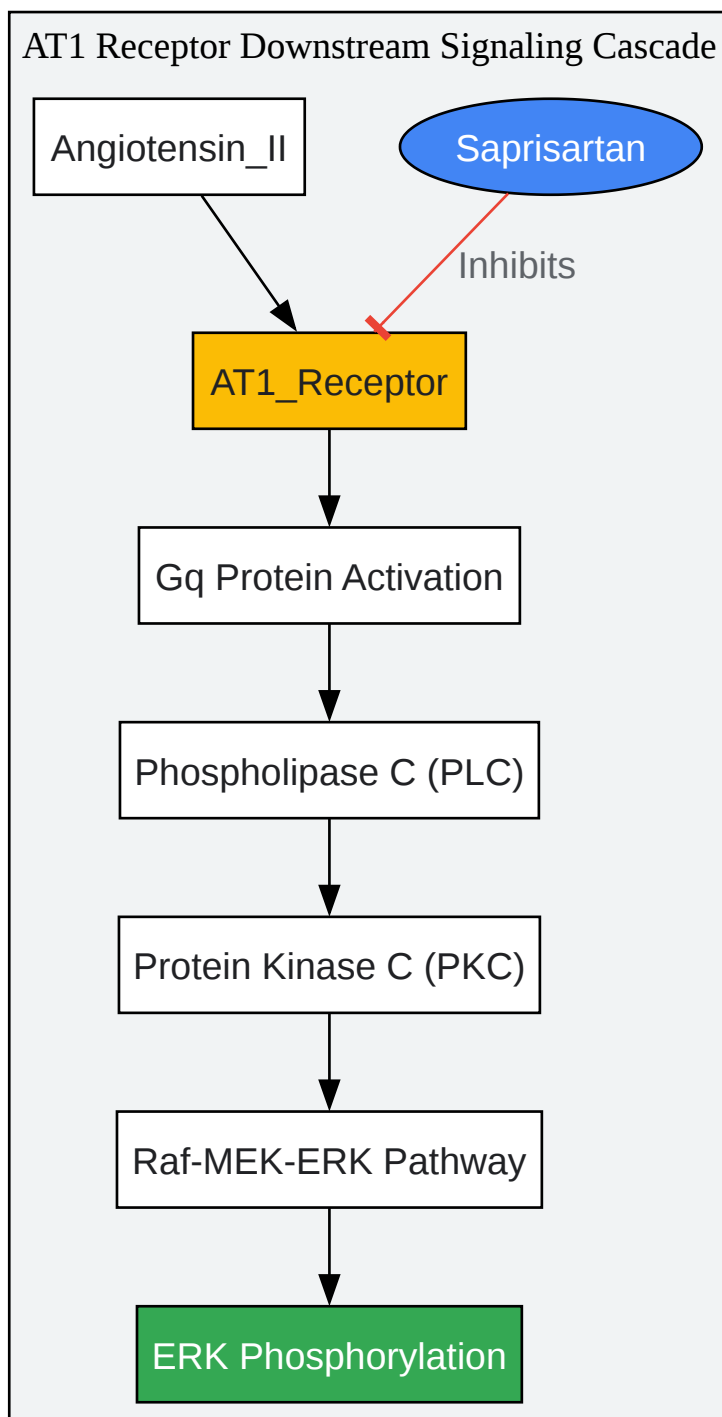 AT1 Receptor Downstream Signaling Cascade
Angiotensin_II
Saprisartan
Inhibits
AT1_Receptor
Gq Protein Activation
Phospholipase C (PLC)
Protein Kinase C (PKC)
Raf-MEK-ERK Pathway
ERK Phosphorylation